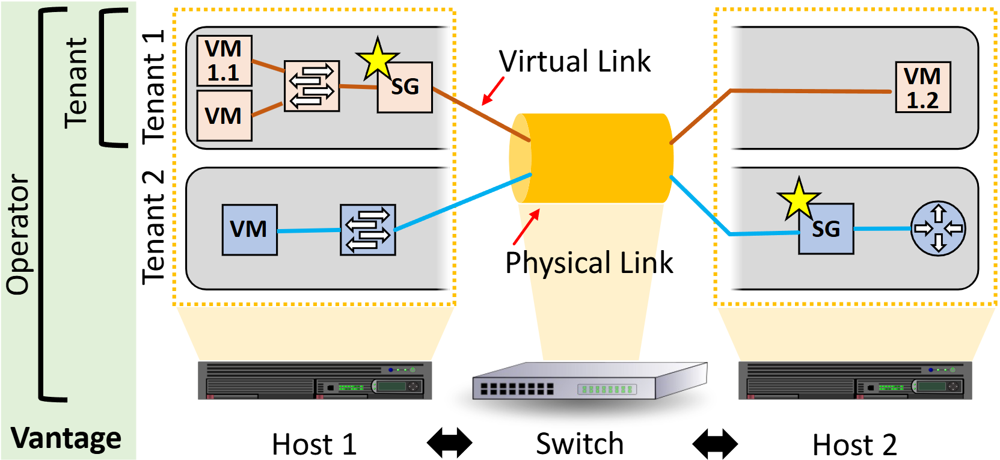 Operator
Tenant
Vantage
Tenant 1
VM
1.1
VM
SG
Virtual Link
VM
1.2
Tenant 2
VM
Physical Link
SG
Host 1
Switch
Host 2